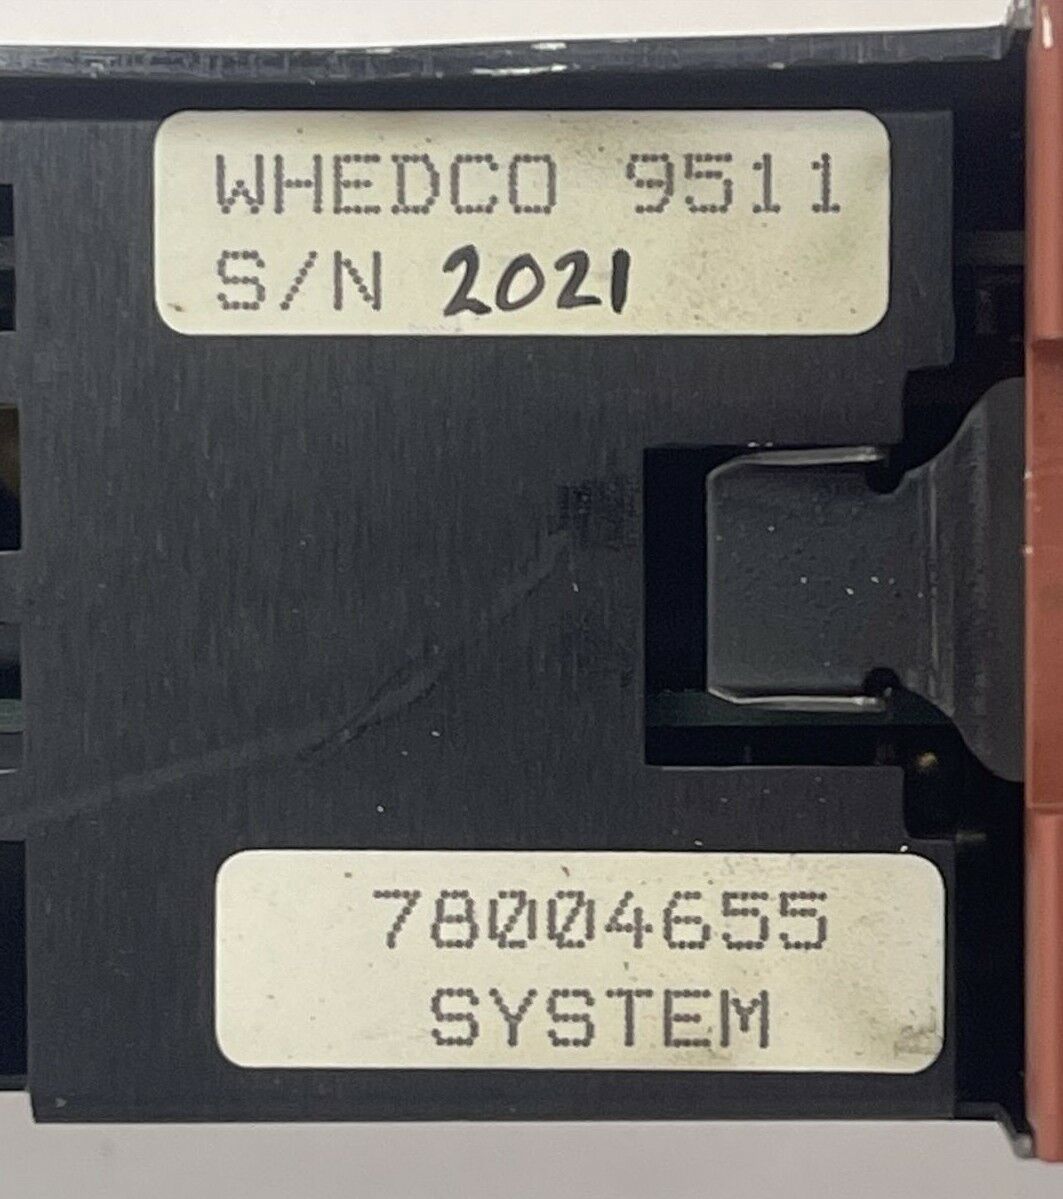 WHEDCO 9511
S/N 2021
78004655
SYSTEM